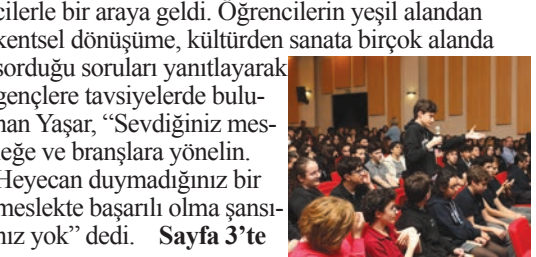 cilerle bir araya geldi. Öğrencilerin yeşil alandan
kentsel dönüşüme, kültürden sanata birçok alanda
sorduğu soruları yanıtlayarak
gençlere tavsiyelerde bulu-
nan Yaşar, “Sevdiğiniz mes-
leğe ve branşlara yönelin.
Heyecan duymadığınız bir
meslekte başarılı olma şansı-
nız yok” dedi. Sayfa 3’te